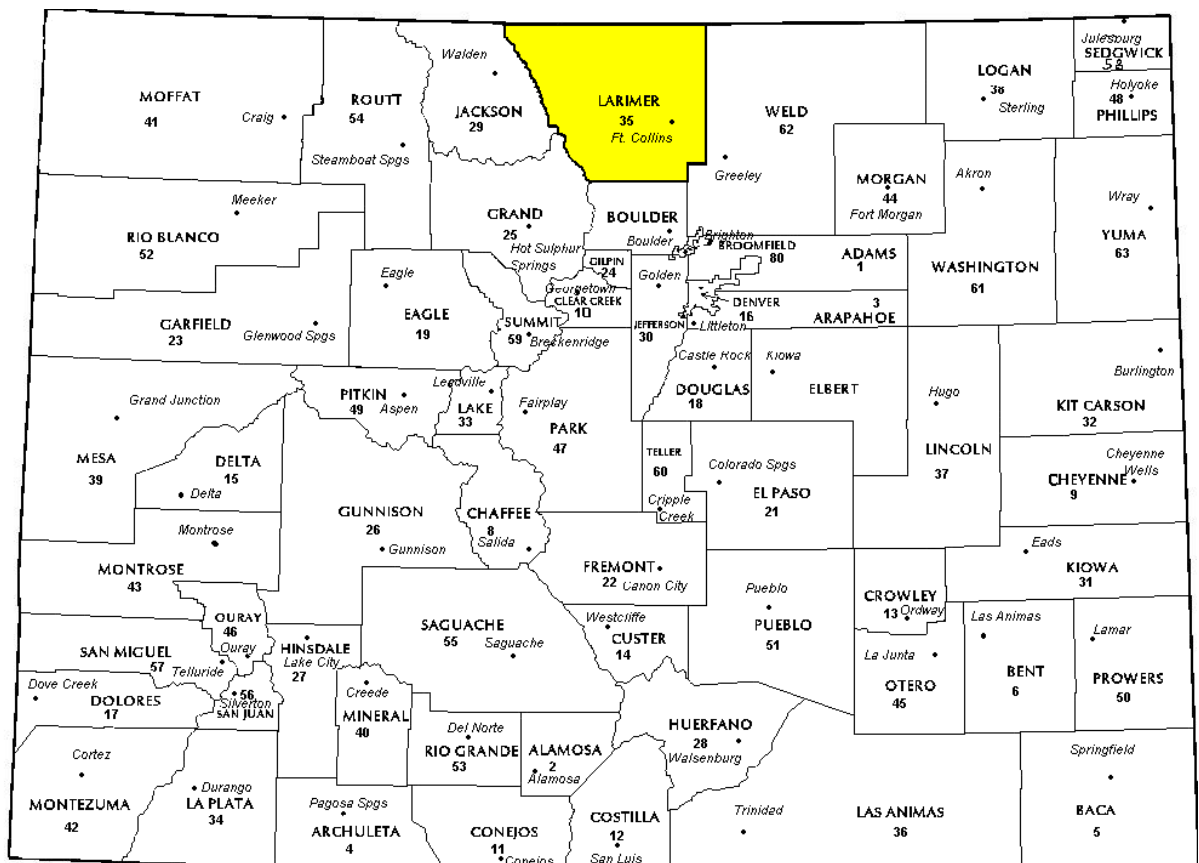 MOFFAT
41
Craig
ROUTT
54
Steamboat Spgs
Walden
JACKSON
29
LARIMER
35
Ft. Collins
WELD
62
Greeley
LOGAN
38
Sterling
Julesburg
SEDGWICK
58
Holyoke
48
PHILLIPS
Meeker
RIO BLANCO
52
GRAND
25
Hot Sulphur
Springs
BOULDER
Boulder
MORGAN
44
Fort Morgan
Akron
WASHINGTON
61
Wray
YUMA
63
Brighton
BROOMFIELD
80
ADAMS
1
GILPIN
24
Golden
Georgetown
CLEAR CREEK
10
JEFFERSON
30
DENVER
16
Littleton
3
ARAPAHOE
Eagle
EAGLE
19
GARFIELD
23
Glenwood Spgs
SUMMIT
59
Breckenridge
Castle Rock
DOUGLAS
18
Kiowa
ELBERT
Hugo
LINCOLN
37
Burlington
KIT CARSON
32
Grand Junction
MESA
39
PITKIN
49
Aspen
Leadville
LAKE
33
Fairplay
PARK
47
DELTA
15
Delta
TELLER
60
Cripple
Creek
Colorado Spgs
EL PASO
21
Cheyenne
Wells
CHEYENNE
9
GUNNISON
26
Gunnison
CHAFFEE
8
Salida
Montrose
MONTROSE
43
FREMONT
22
Canon City
Pueblo
PUEBLO
51
CROWLEY
13
Ordway
Eads
KIOWA
31
OURAY
46
Ouray
SAN MIGUEL
57
Telluride
HINSDALE
Lake City
27
SAGUACHE
55
Saguache
Westcliffe
CUSTER
14
La Junta
OTERO
45
Las Animas
BENT
6
Lamar
PROWERS
50
Dove Creek
DOLORES
17
56
Silverton
SAN JUAN
Creede
MINERAL
40
Del Norte
RIO GRANDE
53
ALAMOSA
2
Alamosa
HUERFANO
28
Walsenburg
Cortez
MONTEZUMA
42
Durango
LA PLATA
34
Pagosa Spgs
ARCHULETA
4
CONEJOS
11
Conejos
COSTILLA
12
San Luis
Trinidad
LAS ANIMAS
36
Springfield
BACA
5